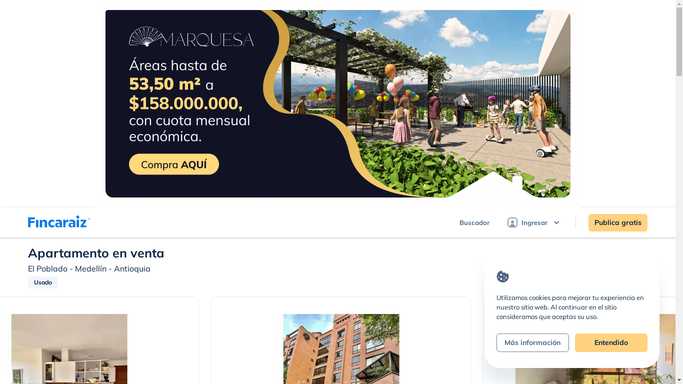 MARQUESA
Áreas hasta de
53,50 m² a
$158.000.000,
con cuota mensual
económica.
Compra AQUÍ
Fincaraiz
Buscador
Ingresar
Publica gratis
Apartamento en venta
El Poblado - Medellín - Antioquia
Usado
Utilizamos cookies para mejorar tu experiencia en
nuestro sitio web. Al continuar en el sitio
consideramos que aceptas su uso.
Más información
Entendido